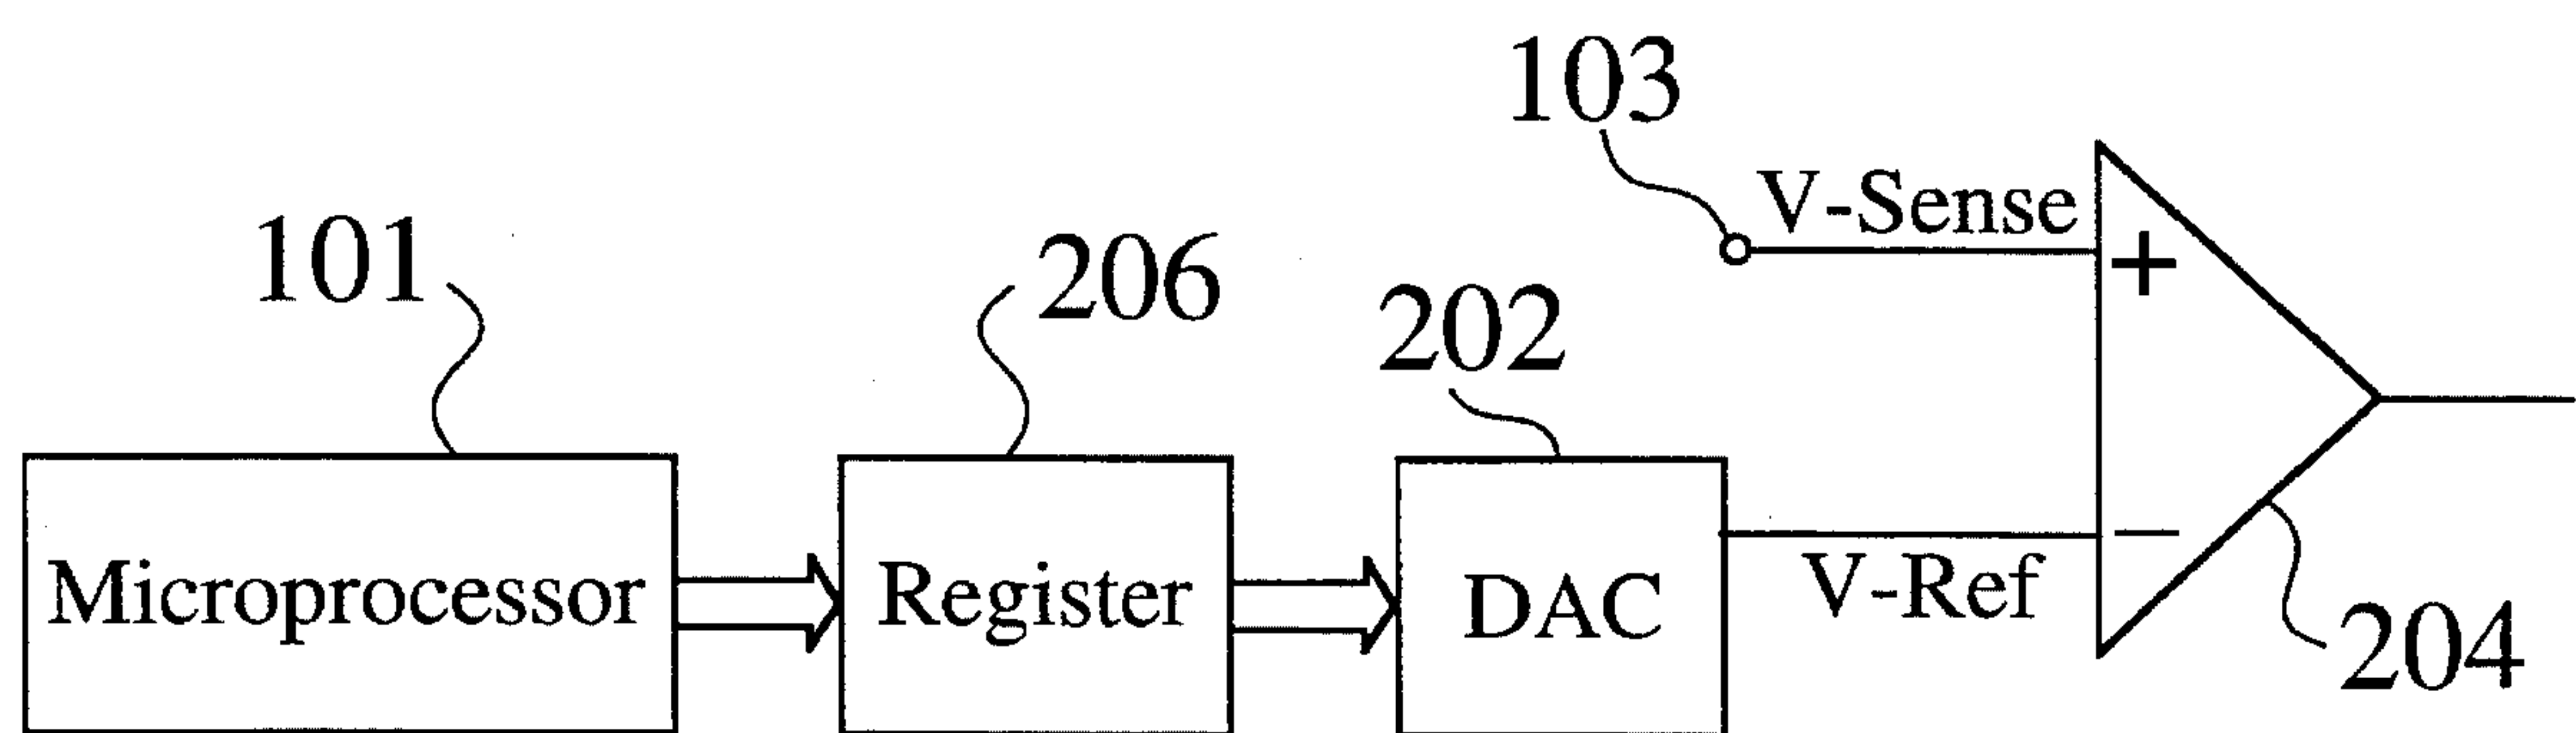 103
V-Sense
+
101
206
202
Microprocessor
Register
DAC
V-Ref
−
204